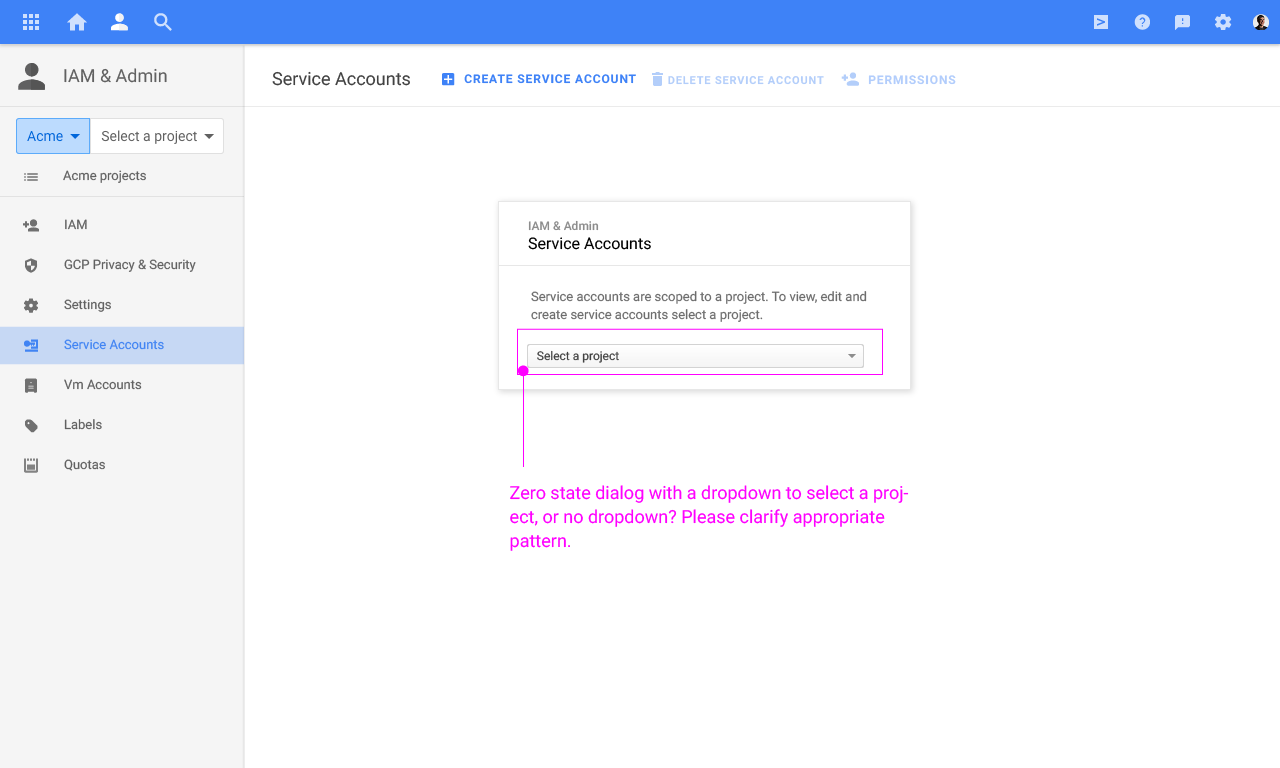 IAM & Admin
Service Accounts
CREATE SERVICE ACCOUNT
DELETE SERVICE ACCOUNT
PERMISSIONS
Acme
Select a project
Acme projects
IAM
GCP Privacy & Security
Settings
Service Accounts
Vm Accounts
Labels
Quotas
IAM & Admin
Service Accounts
Service accounts are scoped to a project. To view, edit and
create service accounts select a project.
Select a project
Zero state dialog with a dropdown to select a proj-
ect, or no dropdown? Please clarify appropriate
pattern.